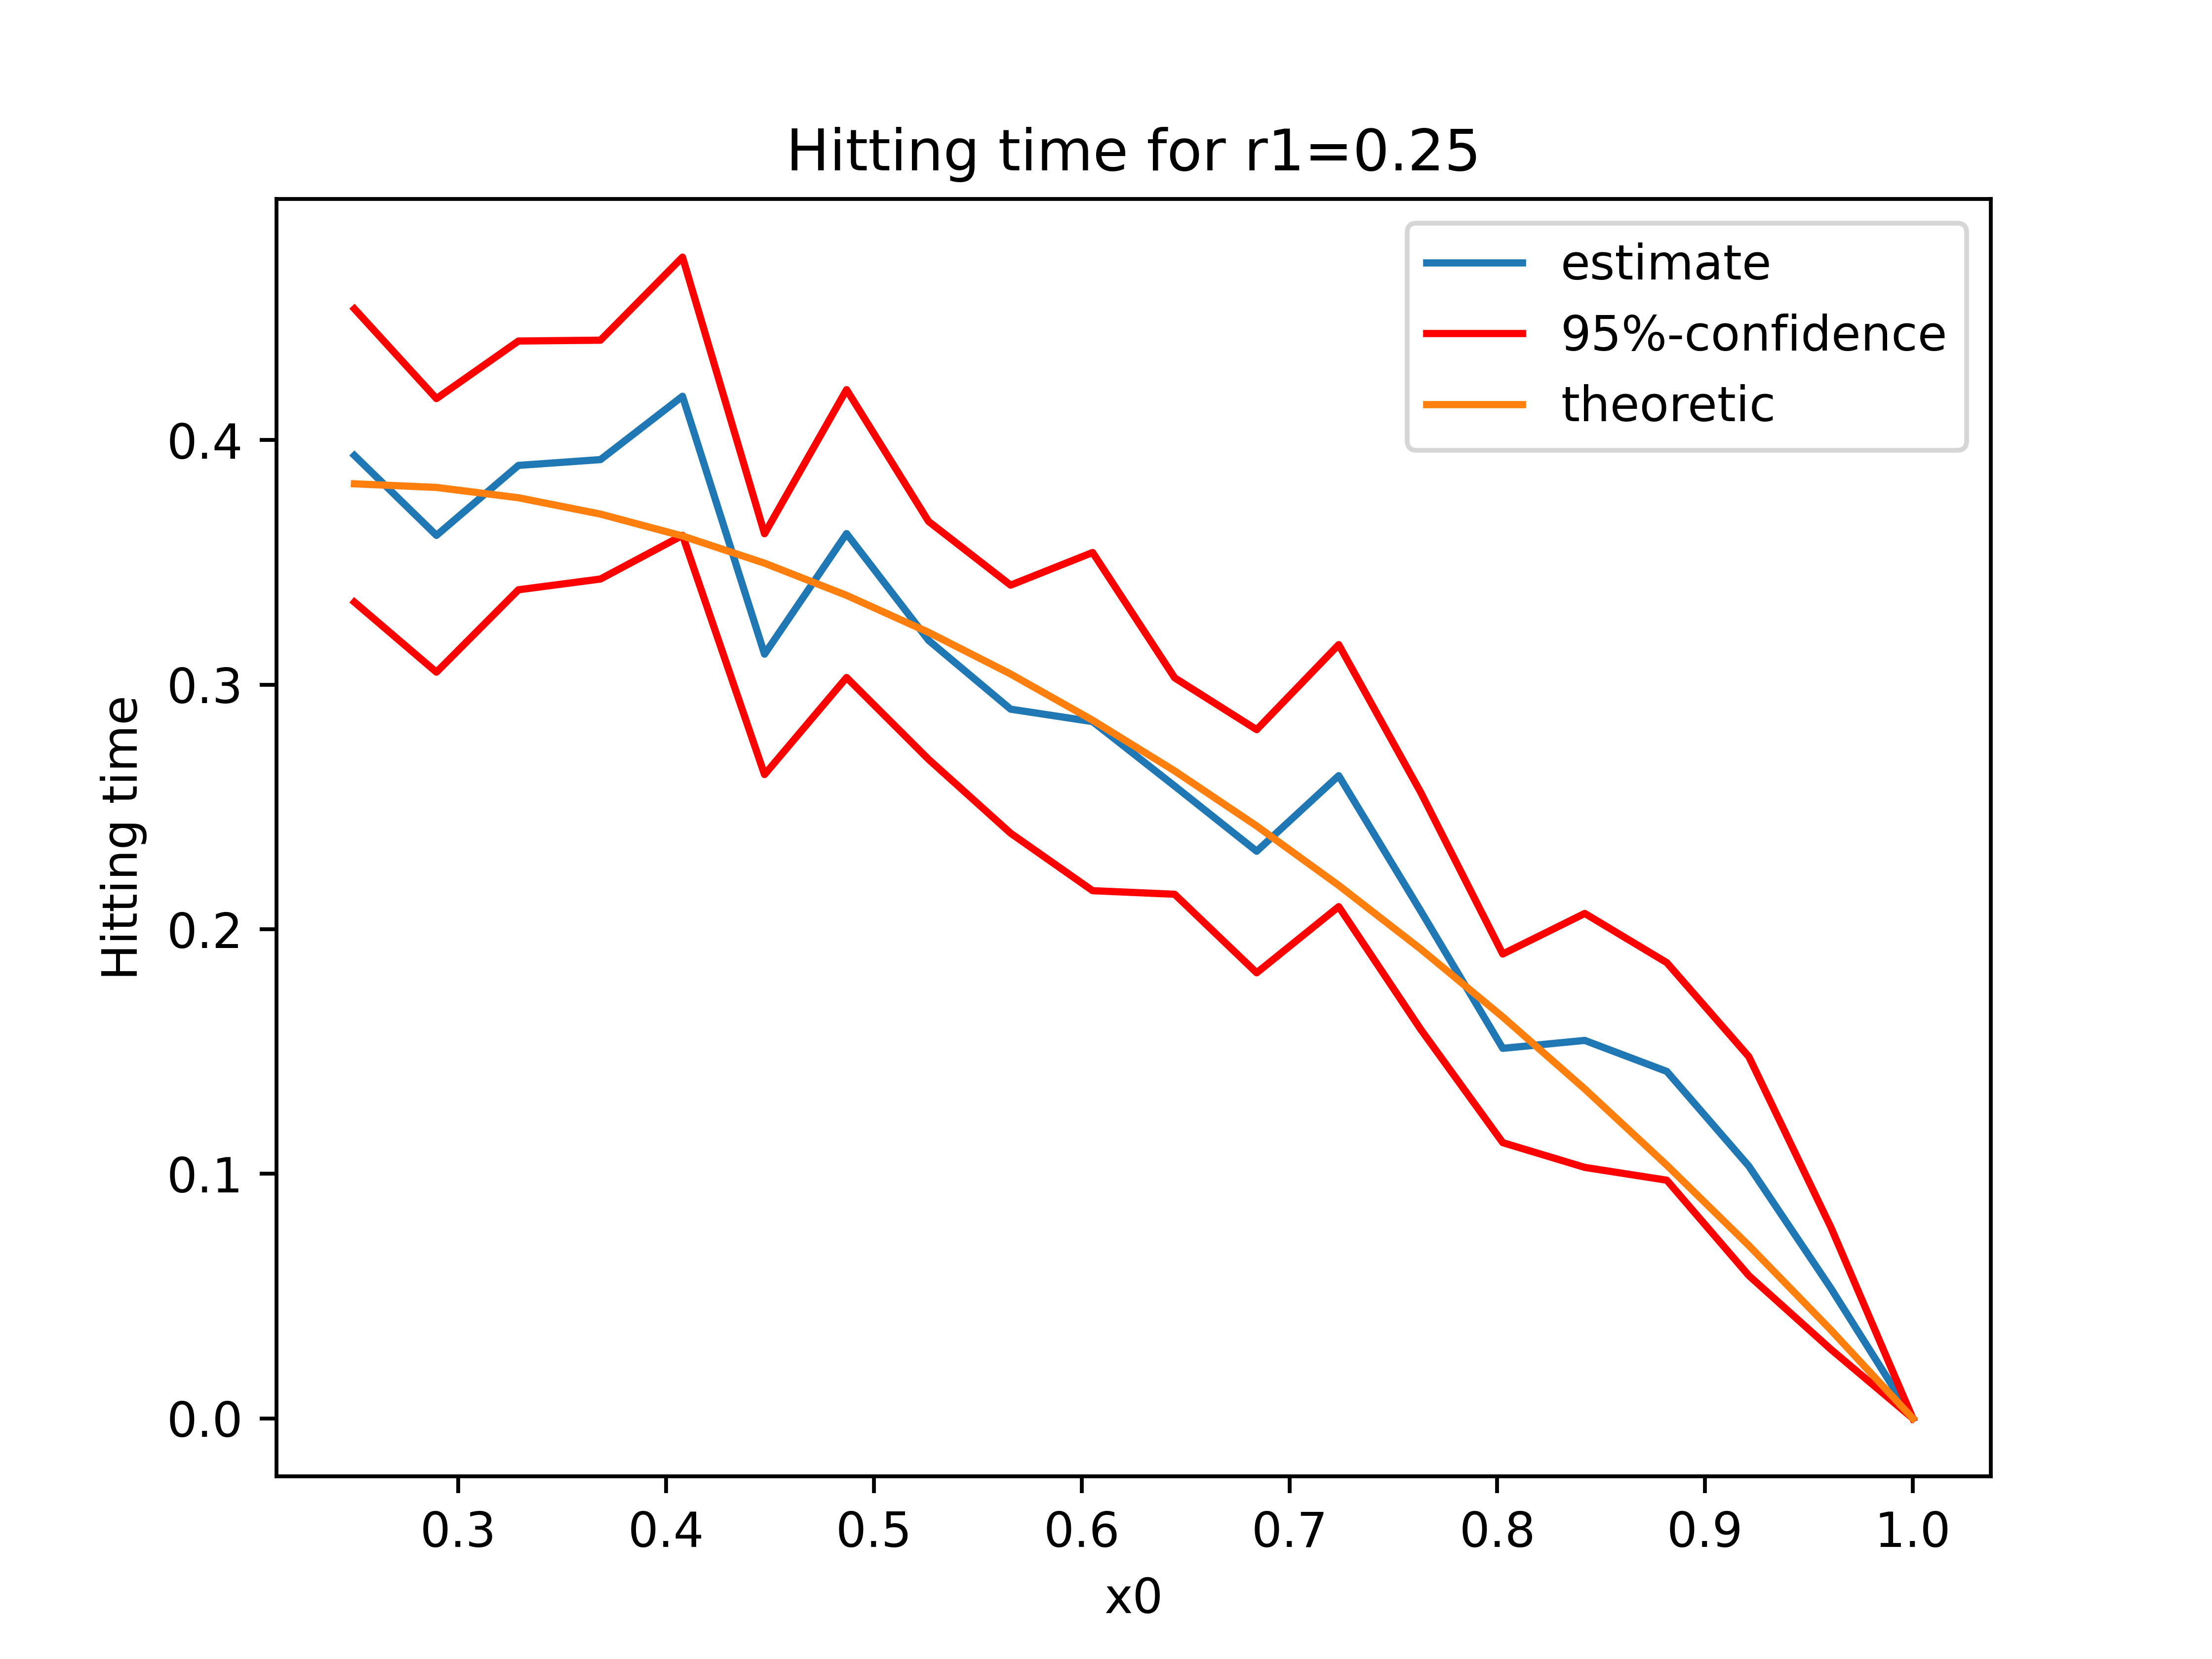 Hitting time for r1=0.25
estimate
95%-confidence
theoretic
Hitting time
0.4
0.3
0.2
0.1
0.0
0.3 0.4 0.5 0.6 0.7 0.8 0.9 1.0
x0